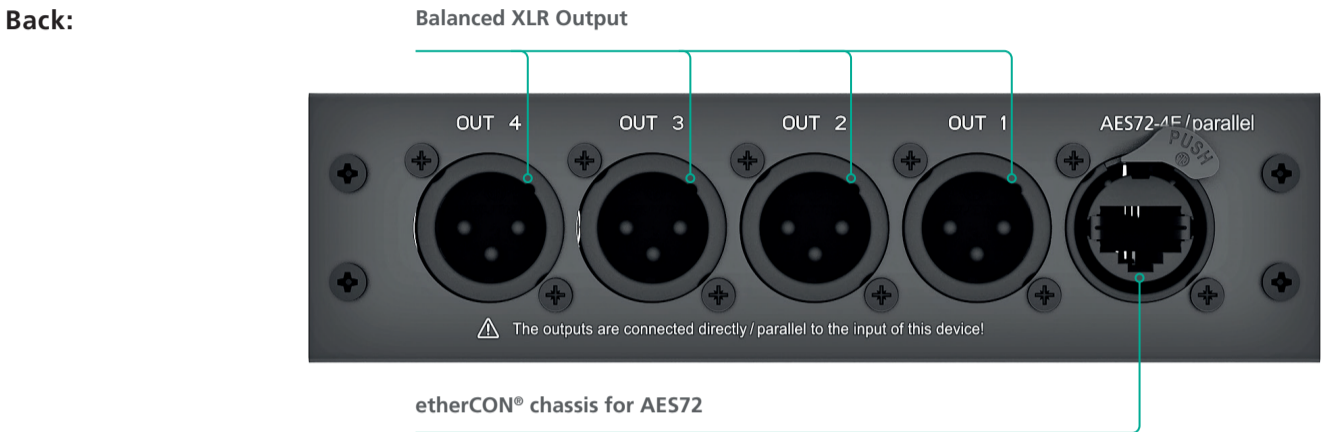 Back:
Balanced XLR Output
OUT 4 OUT 3 OUT 2 OUT 1 AES72-4E/parallel
PUSH
⚠ The outputs are connected directly / parallel to the input of this device!
etherCON® chassis for AES72